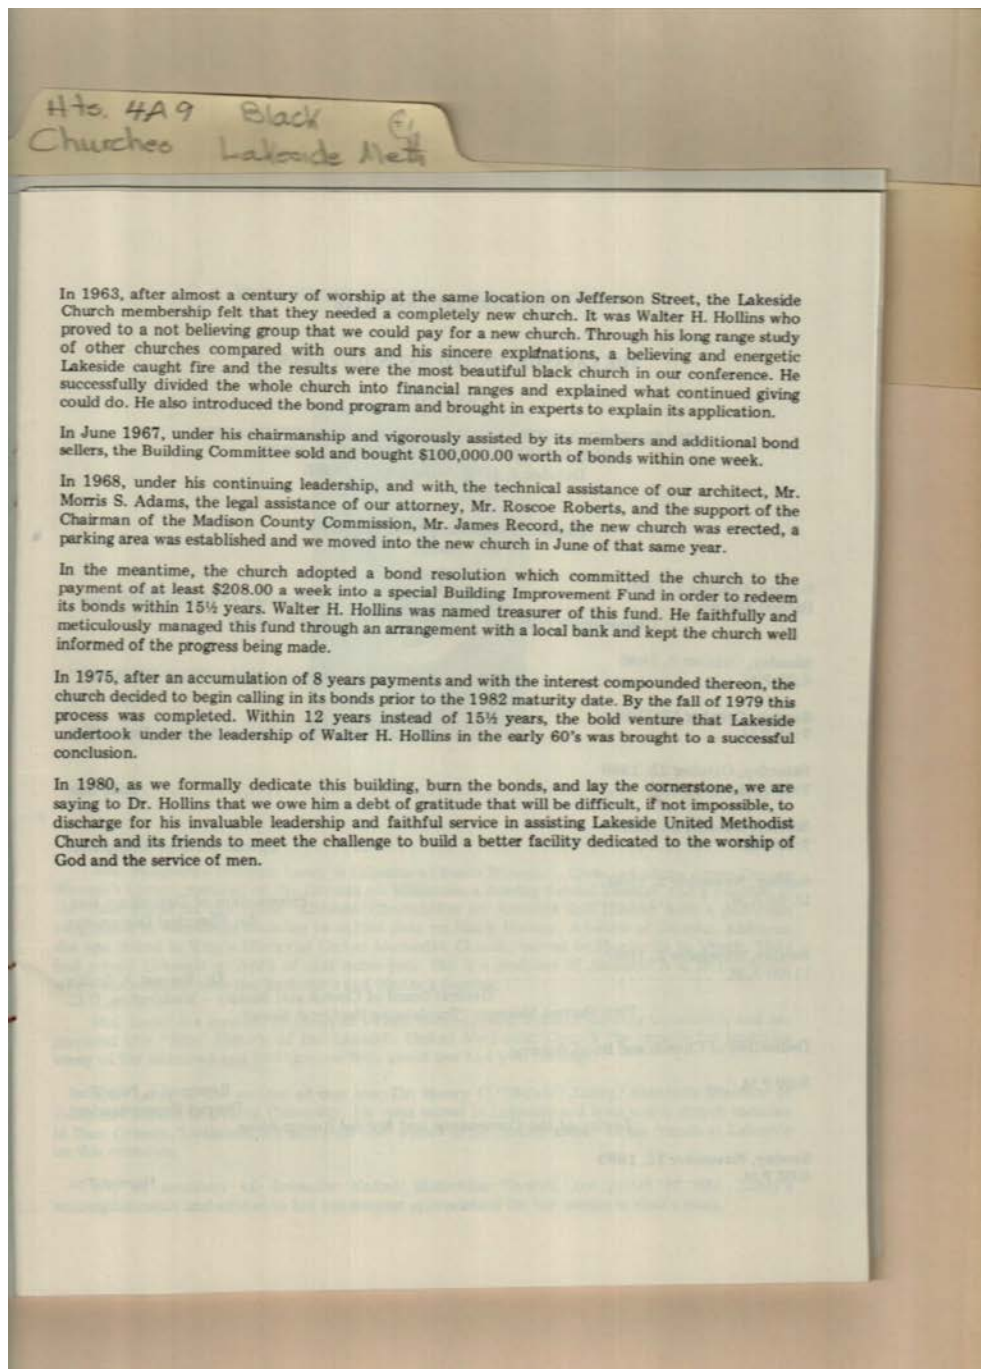 Hts. 4A9 Black
Churches Lakeside Meth
In 1963, after almost a century of worship at the same location on Jefferson Street, the Lakeside
Church membership felt that they needed a completely new church. It was Walter H. Hollins who
proved to a not believing group that we could pay for a new church. Through his long range study
of other churches compared with ours and his sincere explanations, a believing and energetic
Lakeside caught fire and the results were the most beautiful black church in our conference. He
successfully divided the whole church into financial ranges and explained what continued giving
could do. He also introduced the bond program and brought in experts to explain its application.
In June 1967, under his chairmanship and vigorously assisted by its members and additional bond
sellers, the Building Committee sold and bought $100,000.00 worth of bonds within one week.
In 1968, under his continuing leadership, and with the technical assistance of our architect, Mr.
Morris S. Adams, the legal assistance of our attorney, Mr. Roscoe Roberts, and the support of the
Chairman of the Madison County Commission, Mr. James Record, the new church was erected, a
parking area was established and we moved into the new church in June of that same year.
In the meantime, the church adopted a bond resolution which committed the church to the
payment of at least $208.00 a week into a special Building Improvement Fund in order to redeem
its bonds within 15½ years. Walter H. Hollins was named treasurer of this fund. He faithfully and
meticulously managed this fund through an arrangement with a local bank and kept the church well
informed of the progress being made.
In 1975, after an accumulation of 8 years payments and with the interest compounded thereon, the
church decided to begin calling in its bonds prior to the 1982 maturity date. By the fall of 1979 this
process was completed. Within 12 years instead of 15½ years, the bold venture that Lakeside
undertook under the leadership of Walter H. Hollins in the early 60's was brought to a successful
conclusion.
In 1980, as we formally dedicate this building, burn the bonds, and lay the cornerstone, we are
saying to Dr. Hollins that we owe him a debt of gratitude that will be difficult, if not impossible, to
discharge for his invaluable leadership and faithful service in assisting Lakeside United Methodist
Church and its friends to meet the challenge to build a better facility dedicated to the worship of
God and the service of men.